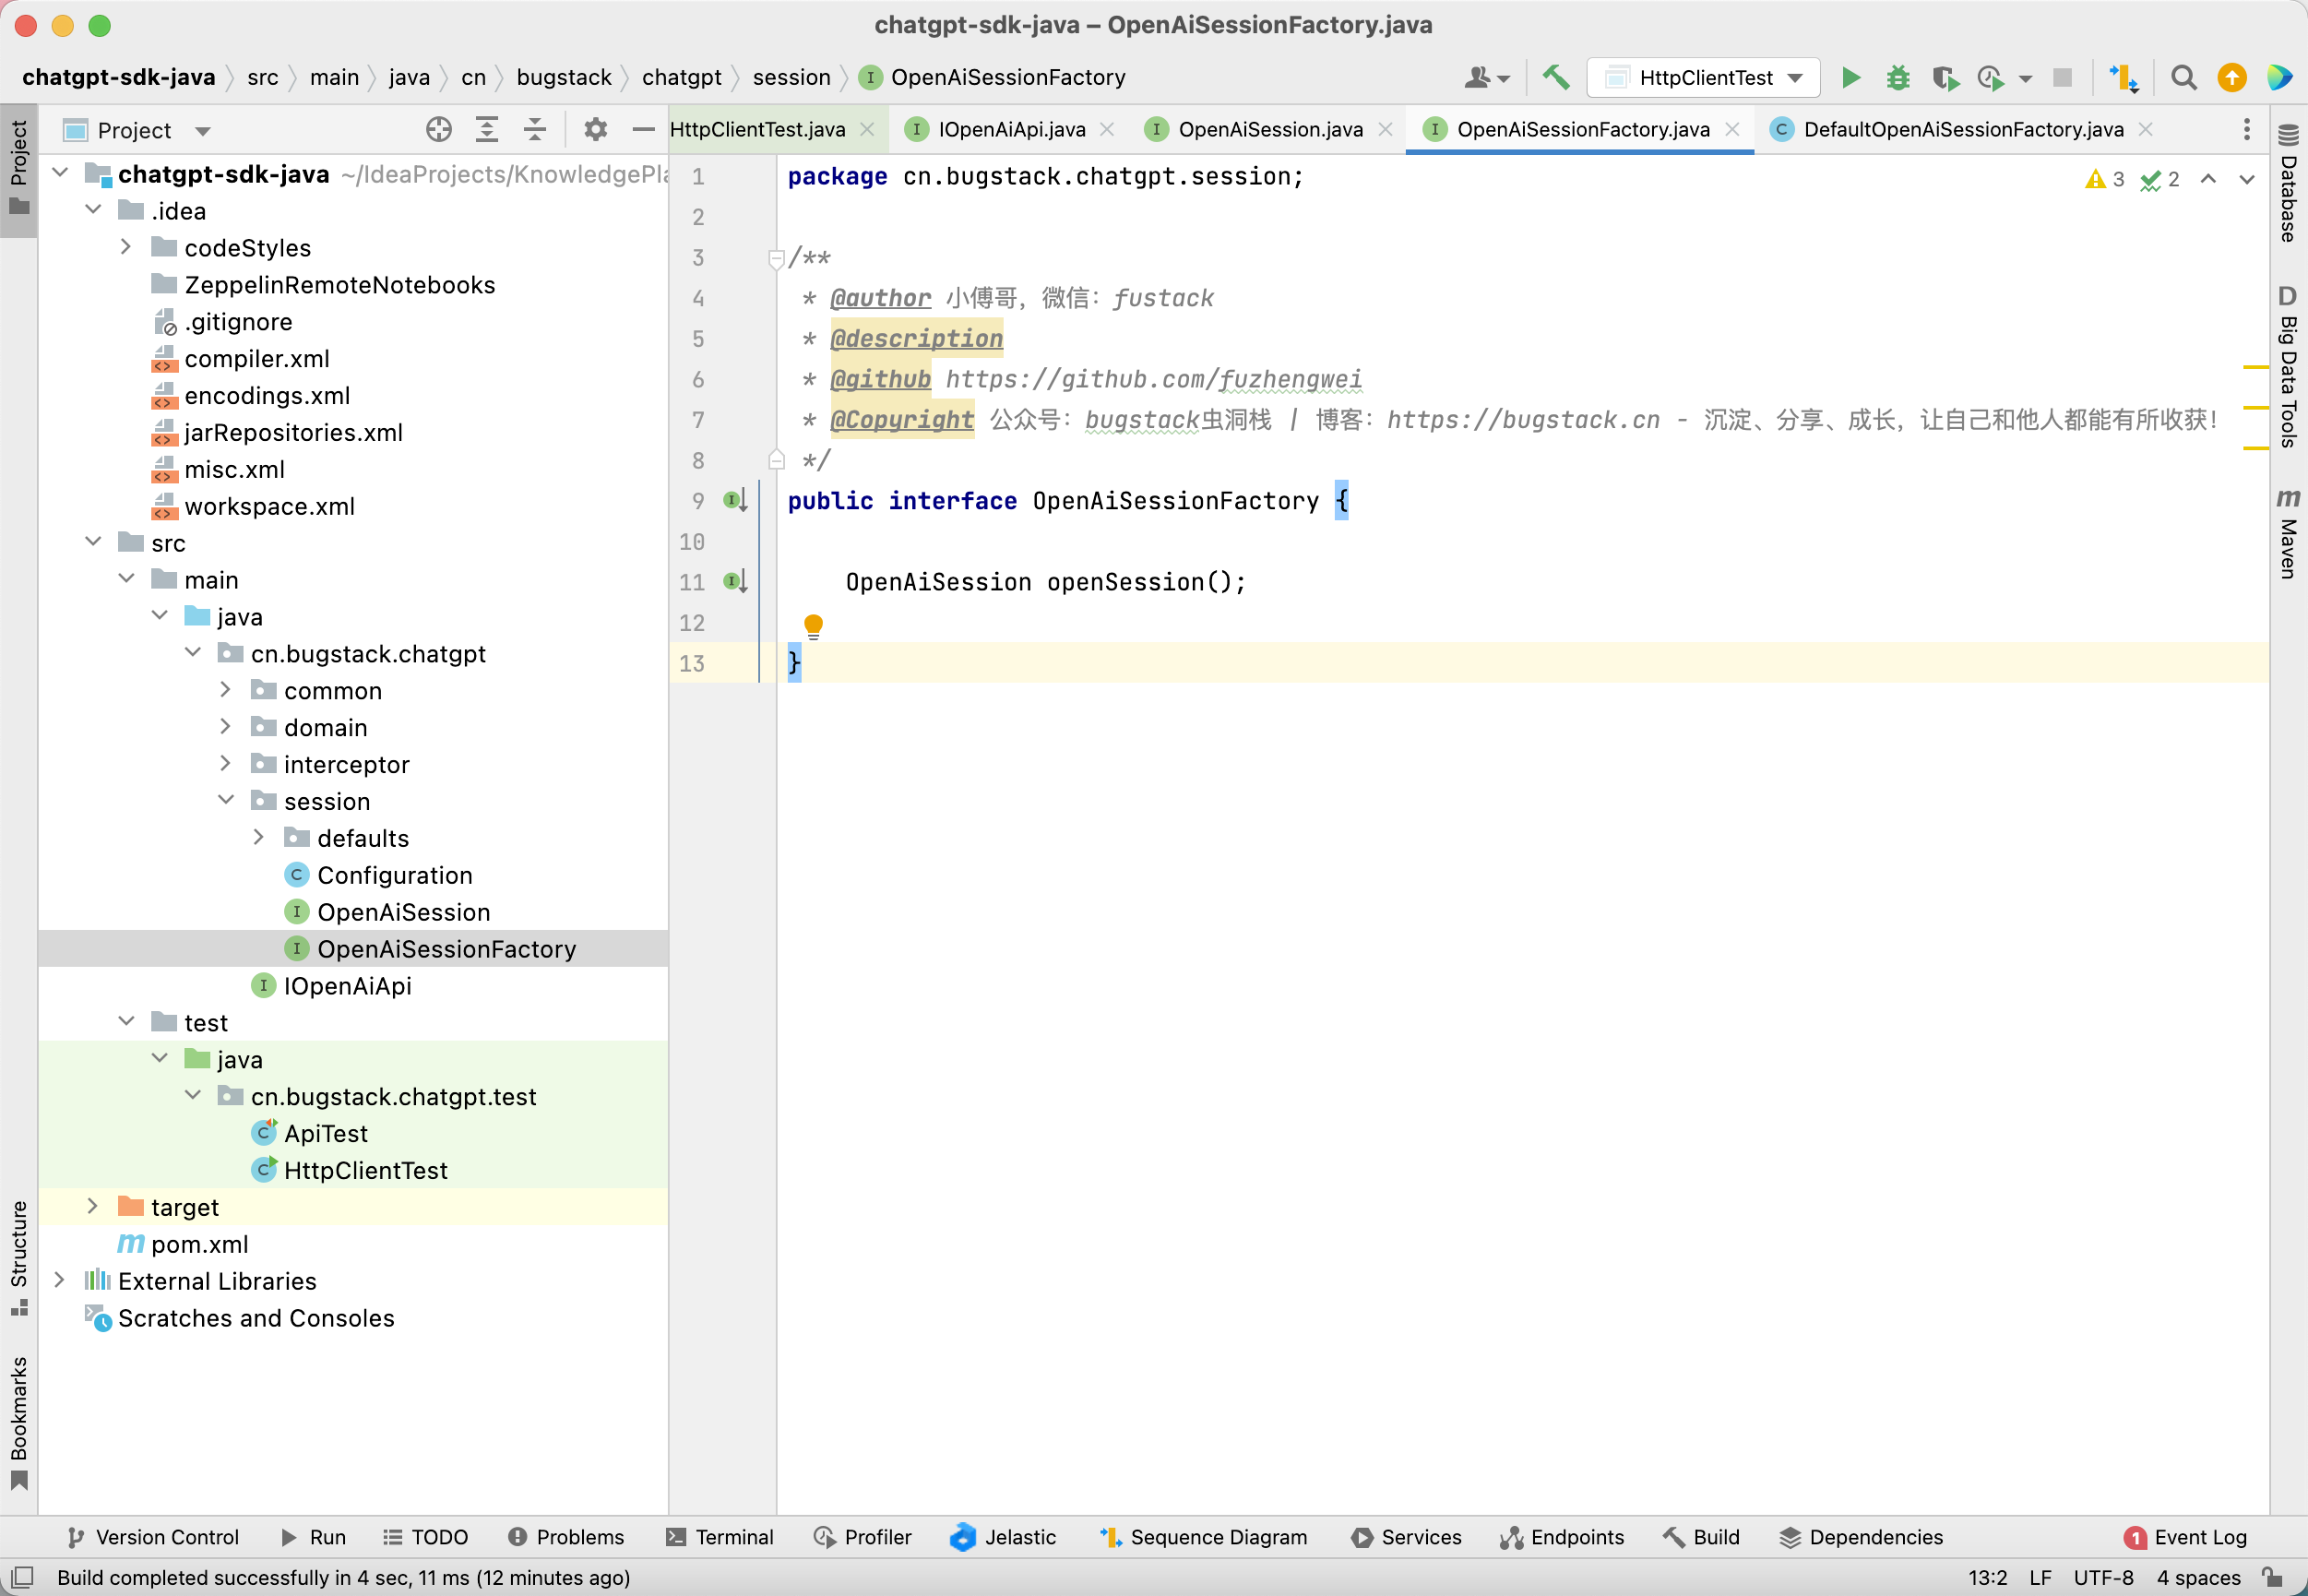 chatgpt-sdk-java – OpenAiSessionFactory.java
chatgpt-sdk-java src main java cn bugstack chatgpt session OpenAiSessionFactory
HttpClientTest
Project
HttpClientTest.java IOpenAiApi.java OpenAiSession.java OpenAiSessionFactory.java DefaultOpenAiSessionFactory.java
Project
Structure
Bookmarks
chatgpt-sdk-java ~/IdeaProjects/KnowledgePla
.idea
codeStyles
ZeppelinRemoteNotebooks
.gitignore
compiler.xml
encodings.xml
jarRepositories.xml
misc.xml
workspace.xml
src
main
java
cn.bugstack.chatgpt
common
domain
interceptor
session
defaults
Configuration
OpenAiSession
OpenAiSessionFactory
IOpenAiApi
test
java
cn.bugstack.chatgpt.test
ApiTest
HttpClientTest
target
pom.xml
External Libraries
Scratches and Consoles
1 package cn.bugstack.chatgpt.session;
2
3 /**
4 * @author 小傅哥，微信：fustack
5 * @description
6 * @github https://github.com/fuzhengwei
7 * @Copyright 公众号：bugstack虫洞栈 | 博客：https://bugstack.cn - 沉淀、分享、成长，让自己和他人都能有所收获！
8 */
9 public interface OpenAiSessionFactory {
10
11 OpenAiSession openSession();
12
13 }
3 2
Database
D Big Data Tools
m Maven
Version Control Run TODO Problems Terminal Profiler Jelastic Sequence Diagram Services Endpoints Build Dependencies 1 Event Log
Build completed successfully in 4 sec, 11 ms (12 minutes ago) 13:2 LF UTF-8 4 spaces